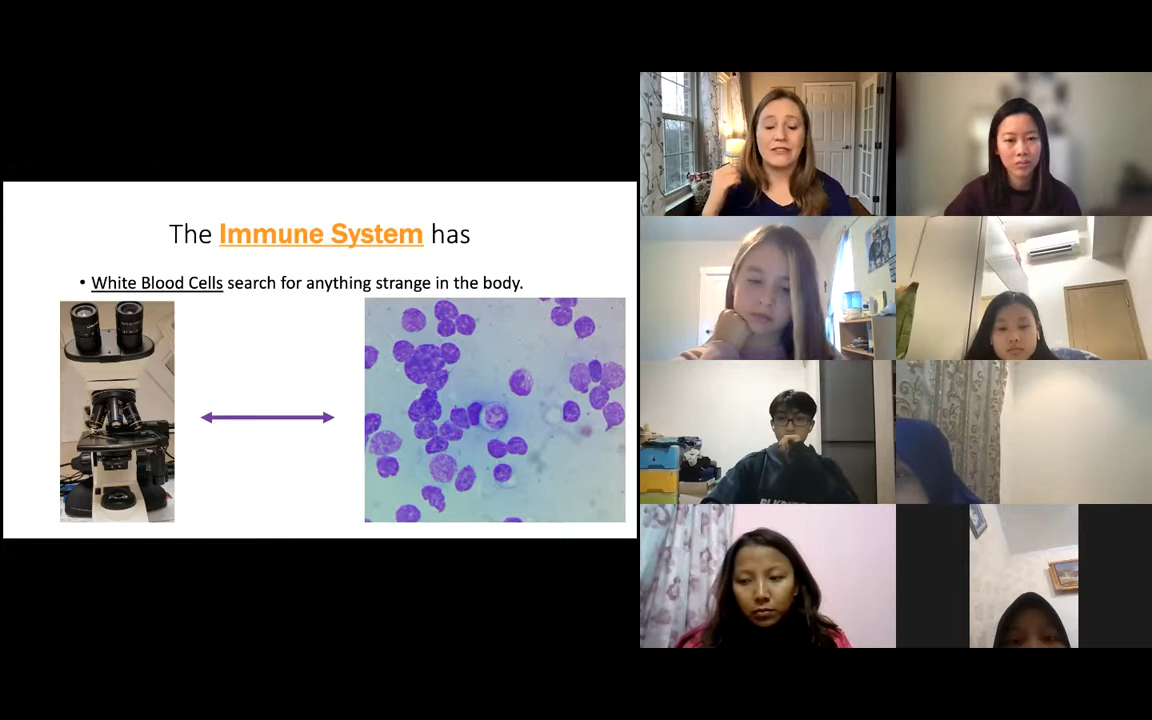 The Immune System has
• White Blood Cells search for anything strange in the body.